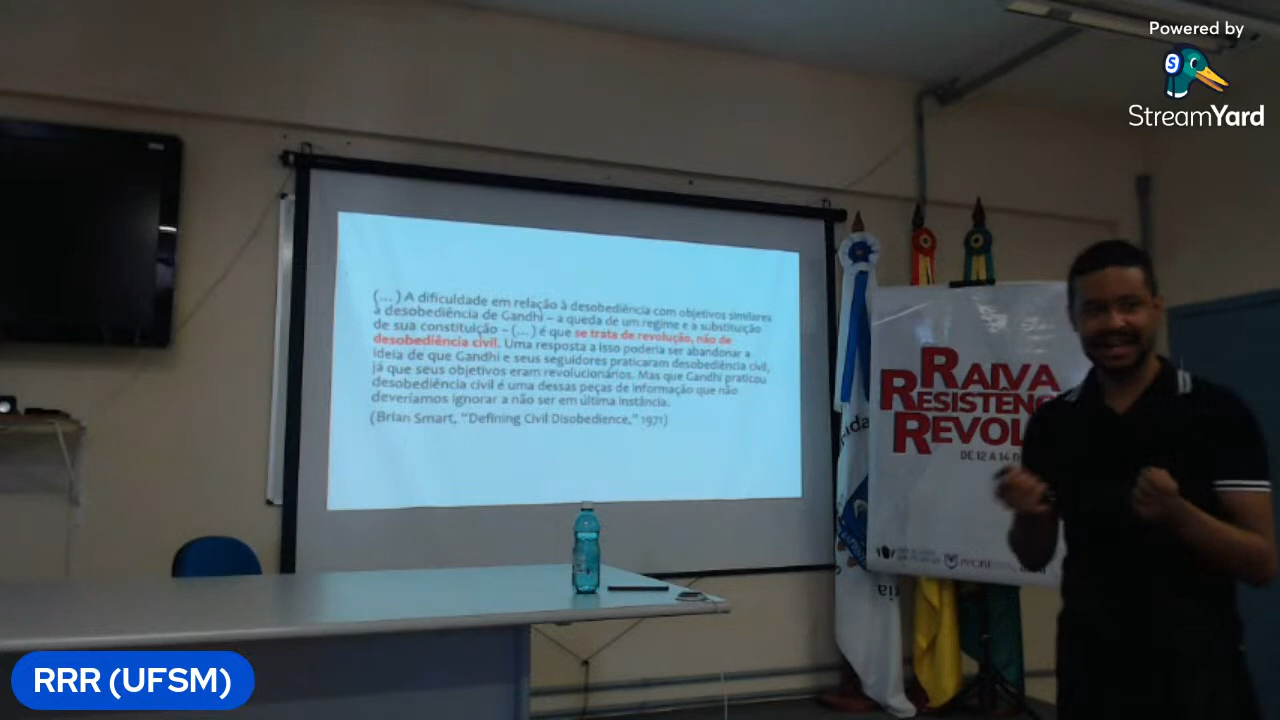 Powered by
StreamYard
(...) A dificuldade em relação à desobediência com objetivos similares
à desobediência de Gandhi – a queda de um regime e a substituição
de sua constituição – (...) é que se trata de revolução, não de
desobediência civil. Uma resposta a isso poderia ser abandonar a
ideia de que Gandhi e seus seguidores praticaram desobediência civil,
já que seus objetivos eram revolucionários. Mas que Gandhi praticou
desobediência civil é uma dessas peças de informação que não
deveríamos ignorar a não ser em última instância.
(Brian Smart, "Defining Civil Disobedience," 1971)
RAIVA
RESISTÊNC
REVOL
DE 12 A 14 D
RRR (UFSM)